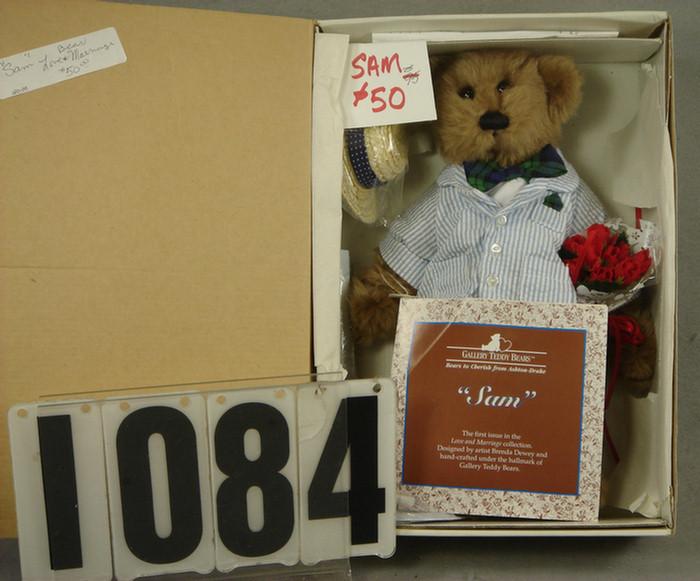 "Sam" Bear
Love & Marriage
$50.00
SAM
$50
GALLERY TEDDY BEARS™
Bears to Cherish from Ashton-Drake
"Sam"
The first issue in the
Love and Marriage collection.
Designed by artist Brenda Dewey and
hand-crafted under the hallmark of
Gallery Teddy Bears.
1084